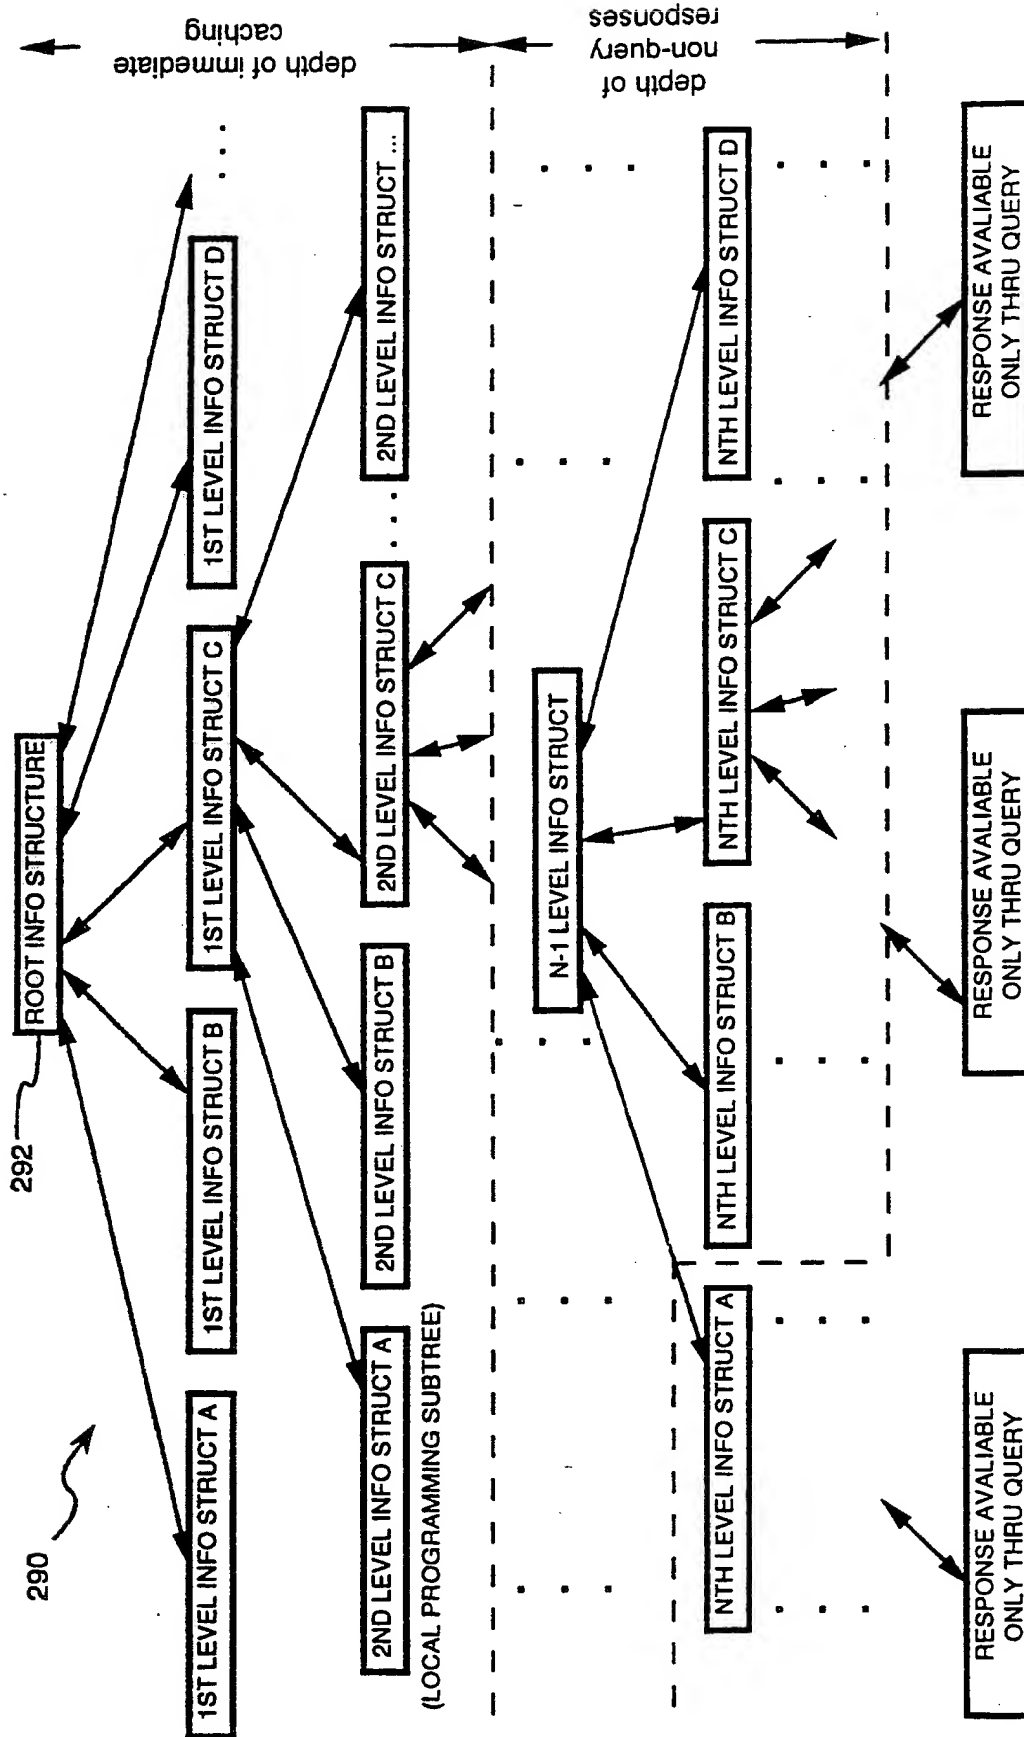 290
292
ROOT INFO STRUCTURE
depth of immediate
caching
1ST LEVEL INFO STRUCT A
1ST LEVEL INFO STRUCT B
1ST LEVEL INFO STRUCT C
1ST LEVEL INFO STRUCT D
. . .
2ND LEVEL INFO STRUCT A
(LOCAL PROGRAMMING SUBTREE)
2ND LEVEL INFO STRUCT B
2ND LEVEL INFO STRUCT C
. . .
2ND LEVEL INFO STRUCT ...
depth of
non-query
responses
N-1 LEVEL INFO STRUCT
NTH LEVEL INFO STRUCT A
NTH LEVEL INFO STRUCT B
NTH LEVEL INFO STRUCT C
NTH LEVEL INFO STRUCT D
RESPONSE AVALIABLE
ONLY THRU QUERY
RESPONSE AVALIABLE
ONLY THRU QUERY
RESPONSE AVALIABLE
ONLY THRU QUERY